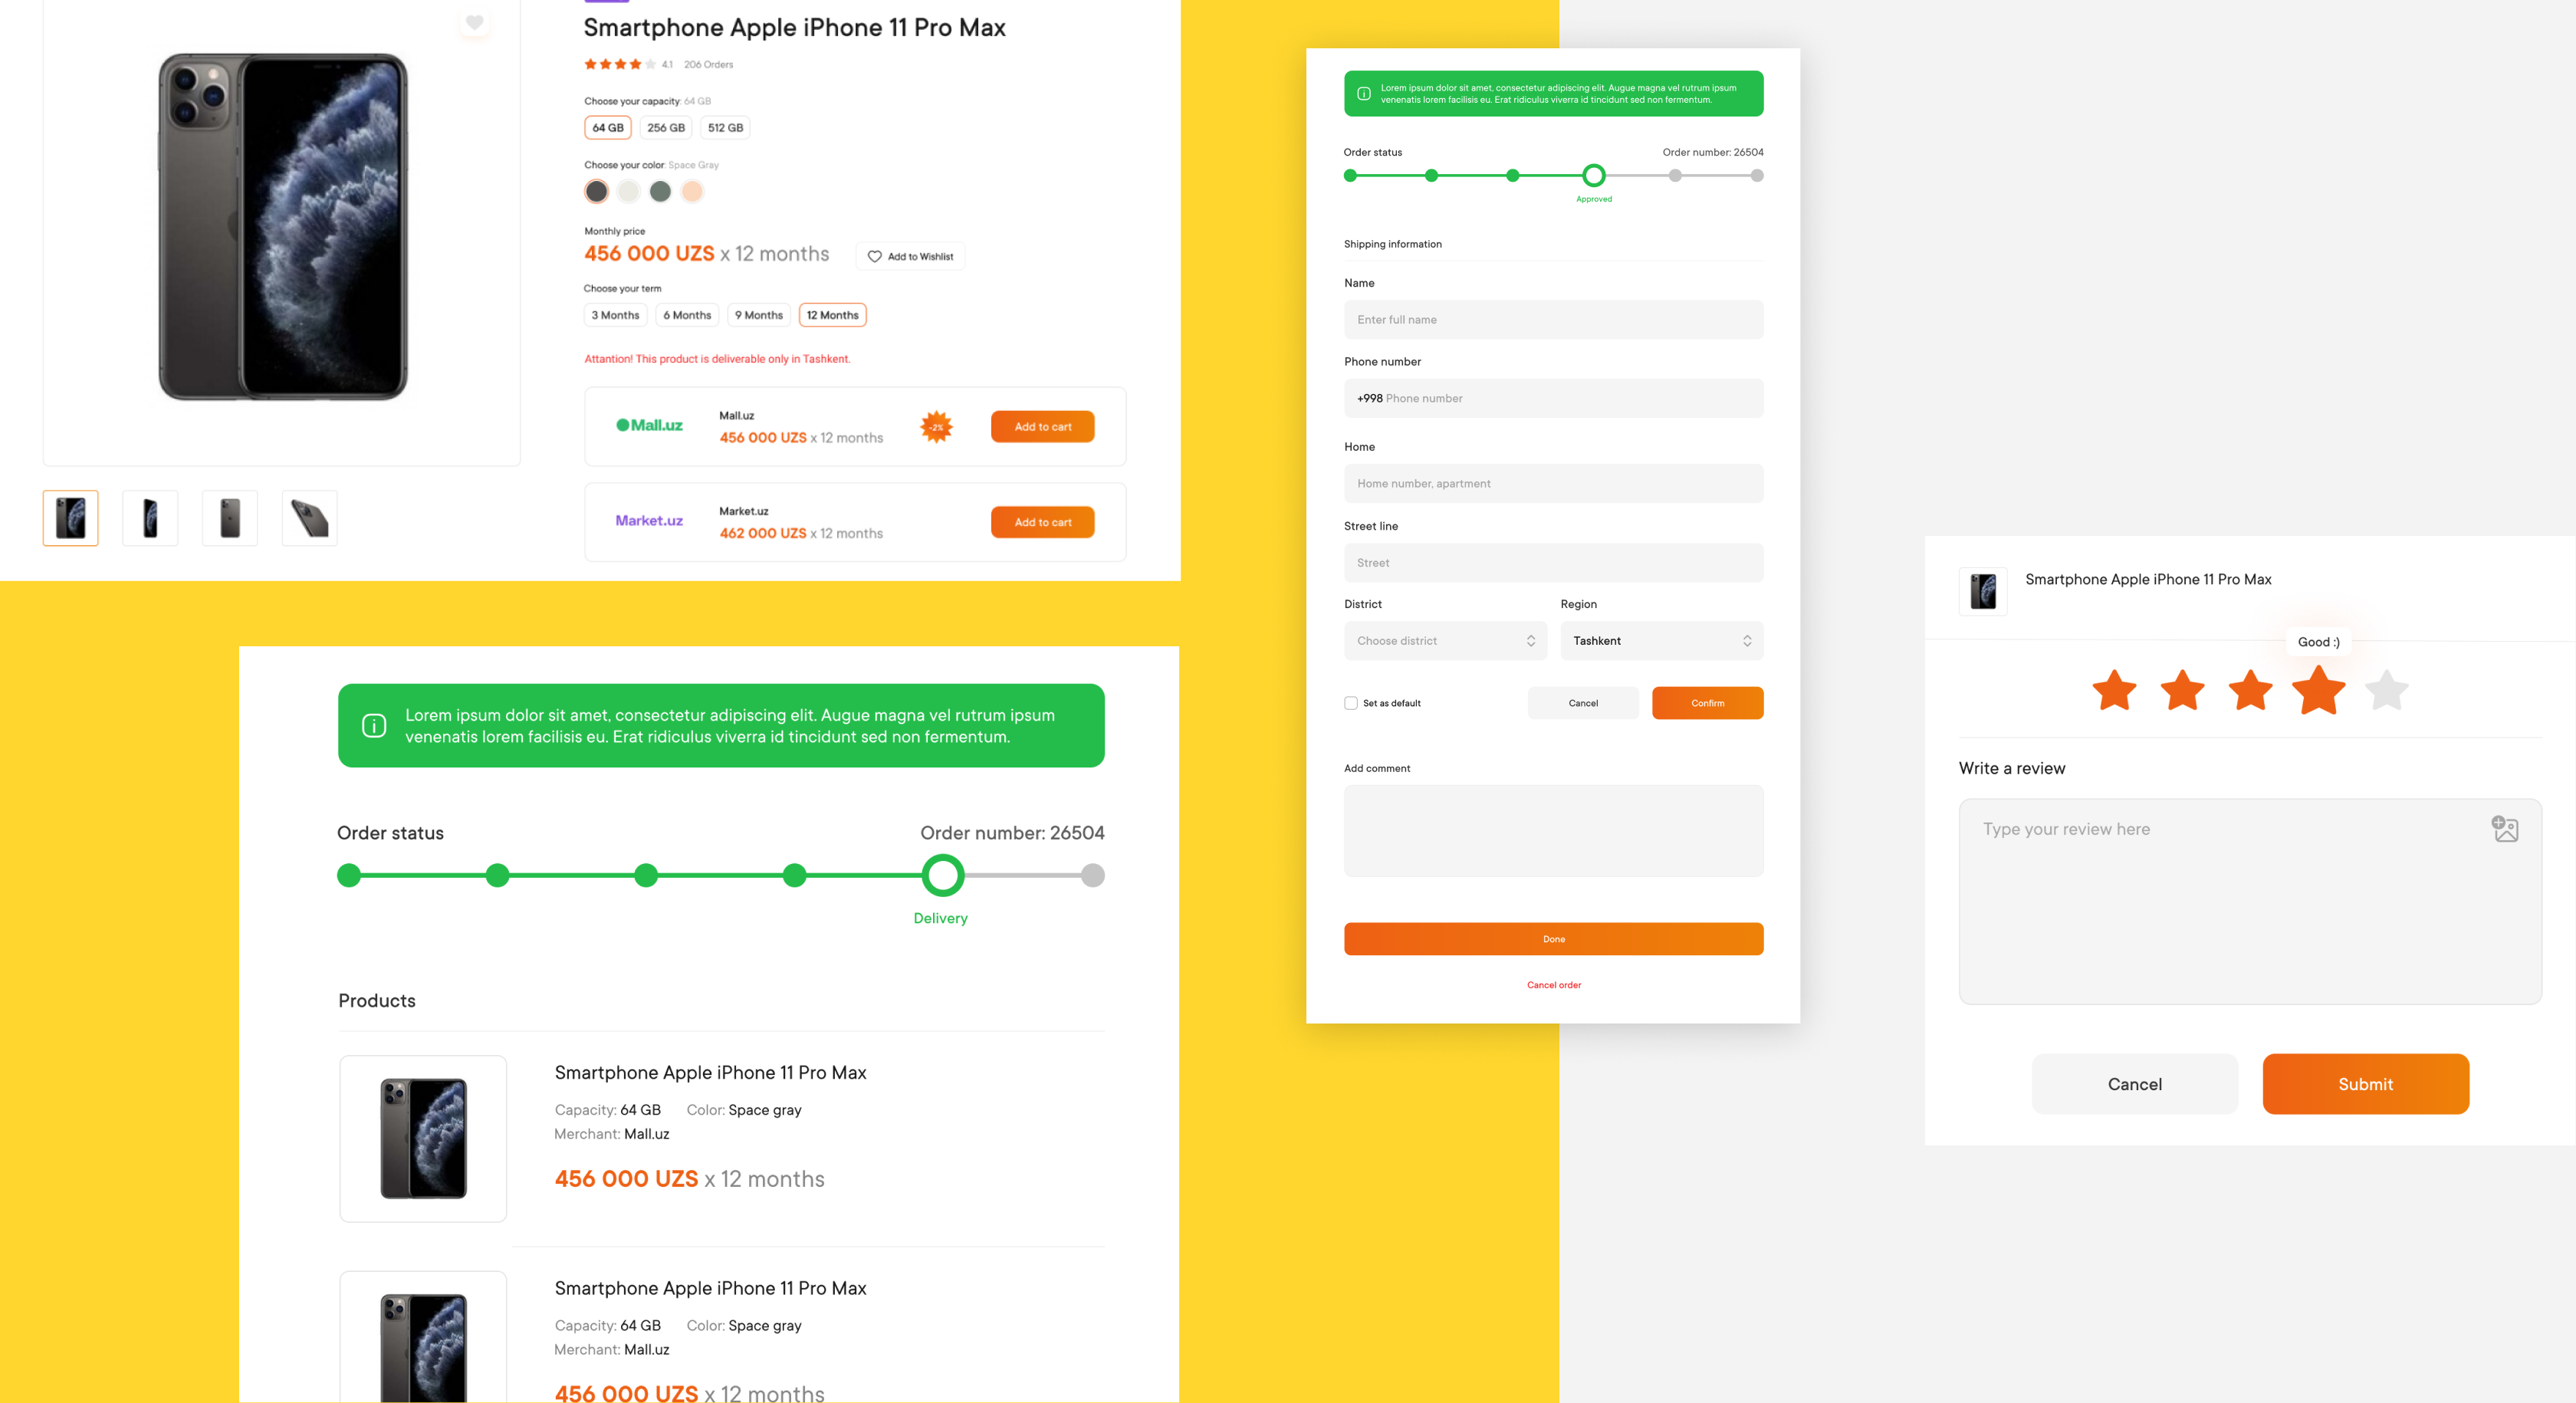 Smartphone Apple iPhone 11 Pro Max
4.1 206 Orders
Choose your capacity: 64 GB
64 GB 256 GB 512 GB
Choose your color: Space Gray
Monthly price
456 000 UZS x 12 months
Add to Wishlist
Choose your term
3 Months 6 Months 9 Months 12 Months
Attantion! This product is deliverable only in Tashkent.
Mall.uz
Mall.uz
456 000 UZS x 12 months
-2%
Add to cart
Market.uz
Market.uz
462 000 UZS x 12 months
Add to cart
Lorem ipsum dolor sit amet, consectetur adipiscing elit. Augue magna vel rutrum ipsum
venenatis lorem facilisis eu. Erat ridiculus viverra id tincidunt sed non fermentum.
Order status Order number: 26504
Delivery
Products
Smartphone Apple iPhone 11 Pro Max
Capacity: 64 GB Color: Space gray
Merchant: Mall.uz
456 000 UZS x 12 months
Smartphone Apple iPhone 11 Pro Max
Capacity: 64 GB Color: Space gray
Merchant: Mall.uz
456 000 UZS x 12 months
Lorem ipsum dolor sit amet, consectetur adipiscing elit. Augue magna vel rutrum ipsum
venenatis lorem facilisis eu. Erat ridiculus viverra id tincidunt sed non fermentum.
Order status Order number: 26504
Approved
Shipping information
Name
Enter full name
Phone number
+998 Phone number
Home
Home number, apartment
Street line
Street
District Region
Choose district Tashkent
Set as default Cancel Confirm
Add comment
Done
Cancel order
Smartphone Apple iPhone 11 Pro Max
Good :)
Write a review
Type your review here
Cancel Submit